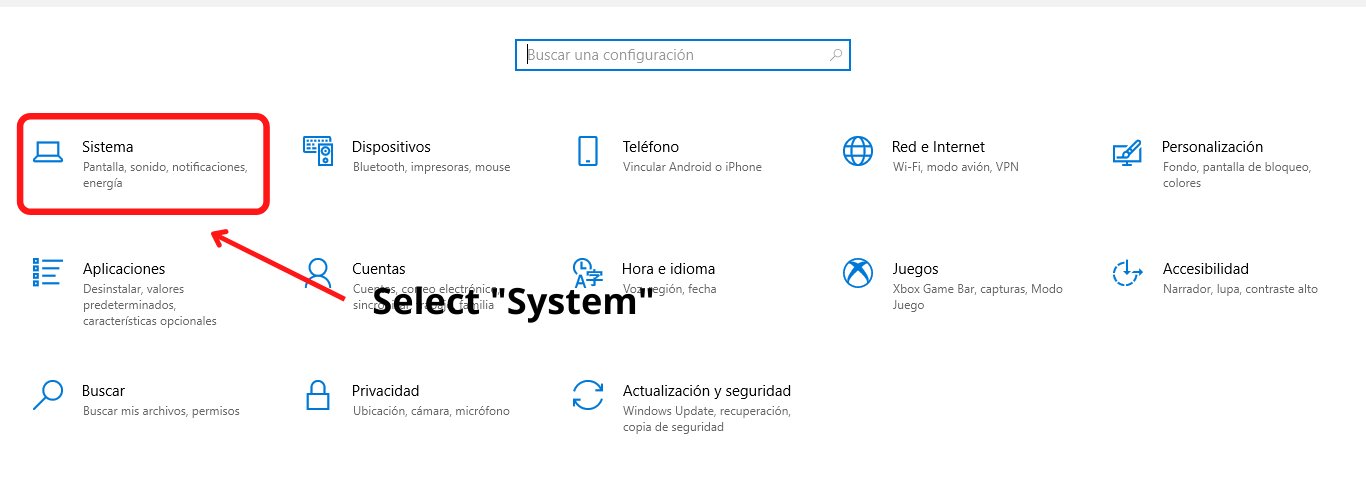 Buscar una configuración
Sistema
Pantalla, sonido, notificaciones,
energía
Dispositivos
Bluetooth, impresoras, mouse
Teléfono
Vincular Android o iPhone
Red e Internet
Wi-Fi, modo avión, VPN
Personalización
Fondo, pantalla de bloqueo,
colores
Aplicaciones
Desinstalar, valores
predeterminados,
características opcionales
Cuentas
Cuentas, correo electrónico,
familia
Hora e idioma
Voz, región, fecha
Juegos
Xbox Game Bar, capturas, Modo
Juego
Accesibilidad
Narrador, lupa, contraste alto
Select "System"
Buscar
Buscar mis archivos, permisos
Privacidad
Ubicación, cámara, micrófono
Actualización y seguridad
Windows Update, recuperación,
copia de seguridad